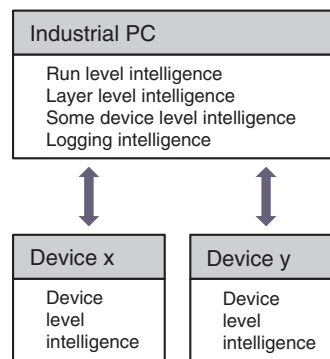 Industrial PC
Run level intelligence
Layer level intelligence
Some device level intelligence
Logging intelligence
Device x
Device
level
intelligence
Device y
Device
level
intelligence